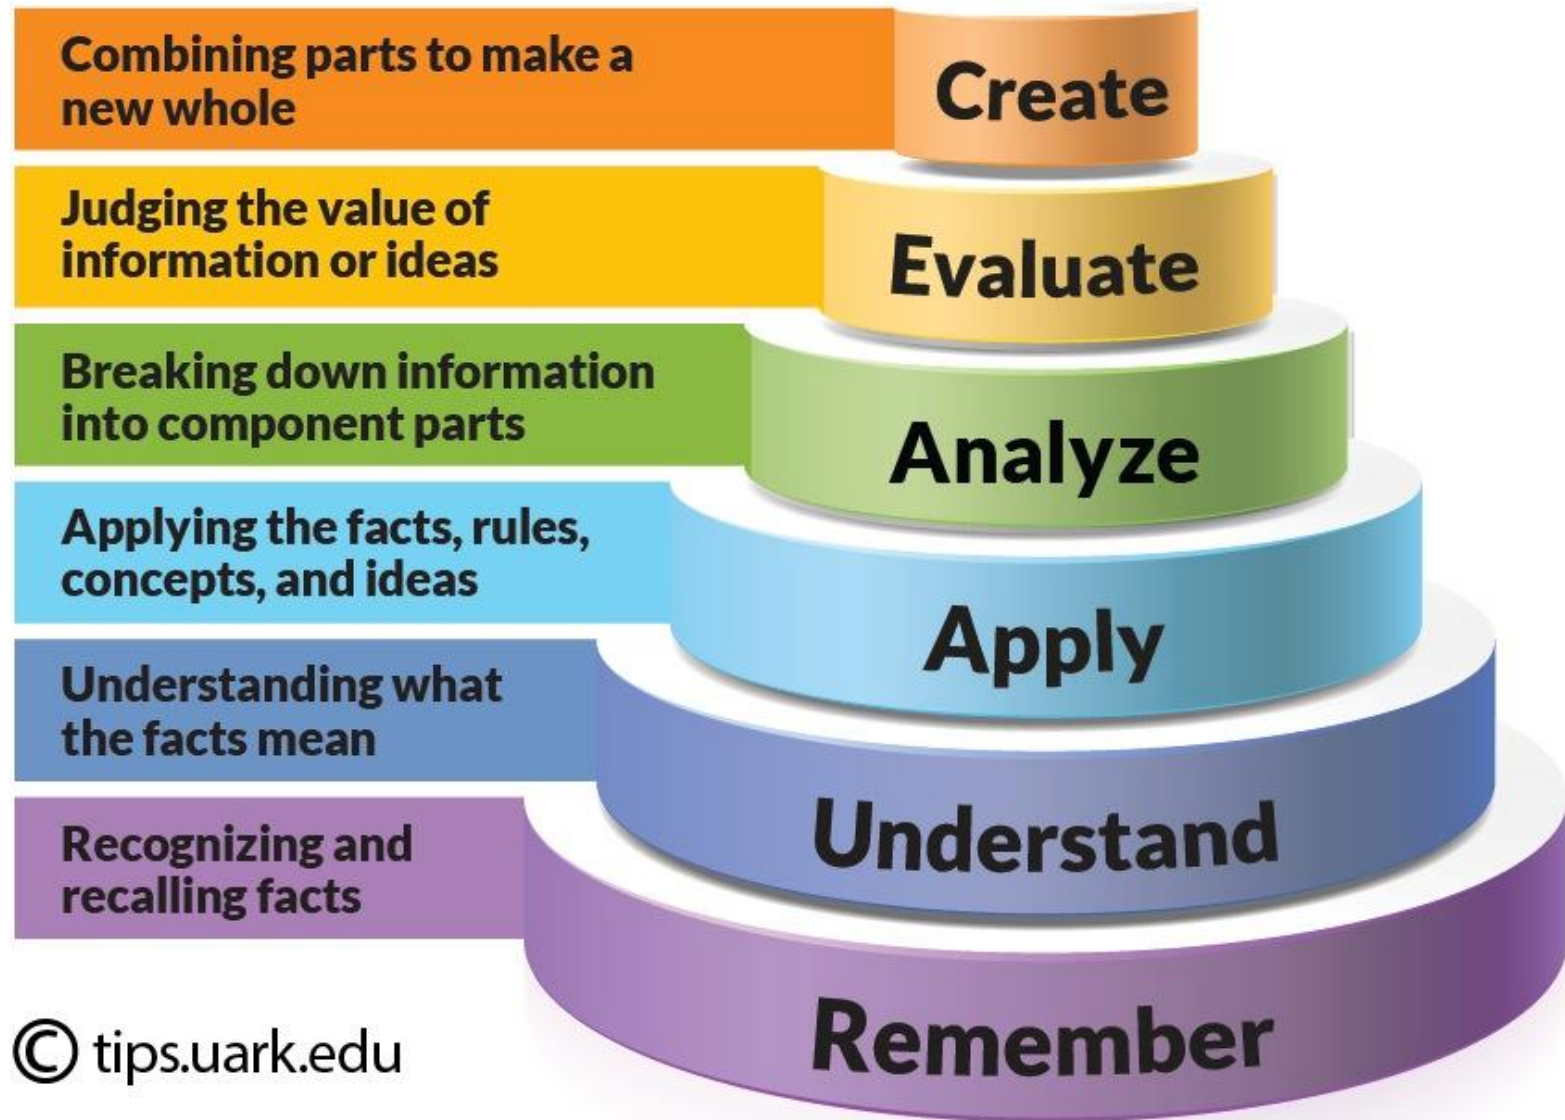 Combining parts to make a
new whole
Create
Judging the value of
information or ideas
Evaluate
Breaking down information
into component parts
Analyze
Applying the facts, rules,
concepts, and ideas
Apply
Understanding what
the facts mean
Understand
Recognizing and
recalling facts
Remember
© tips.uark.edu